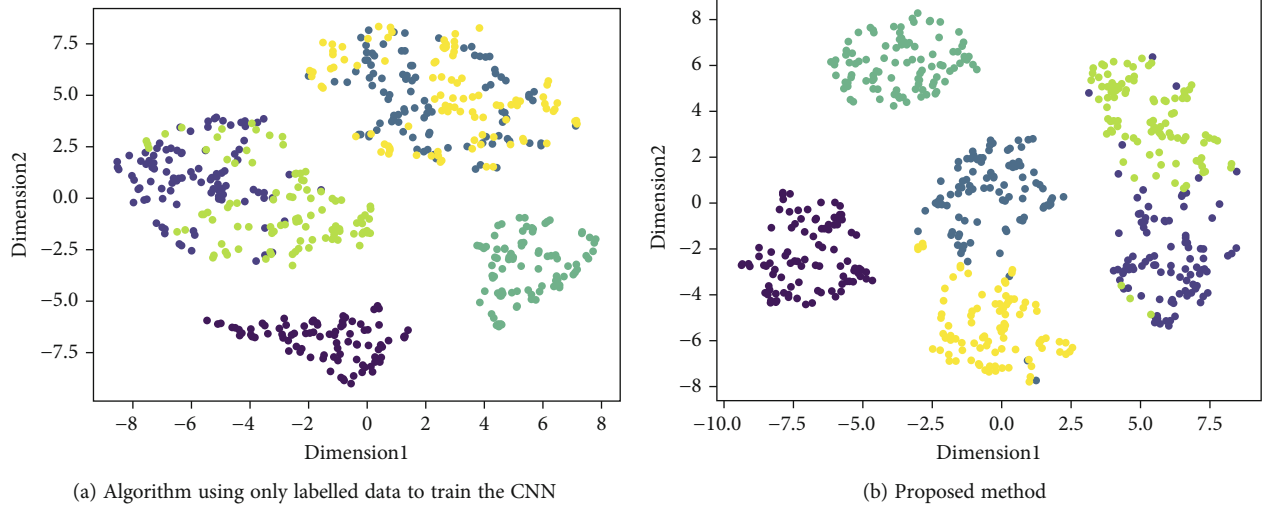 7.5
5.0
2.5
0.0
−2.5
−5.0
−7.5
Dimension2
−8 −6 −4 −2 0 2 4 6 8
Dimension1
(a) Algorithm using only labelled data to train the CNN
8
6
4
2
0
−2
−4
−6
−8
Dimension2
−10.0 −7.5 −5.0 −2.5 0.0 2.5 5.0 7.5
Dimension1
(b) Proposed method